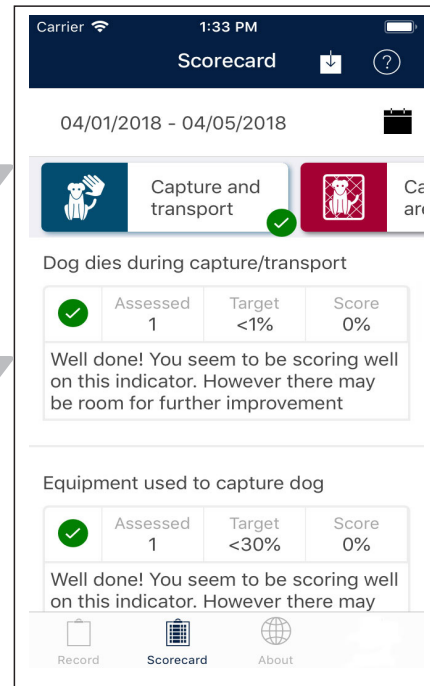 Carrier 1:33 PM
Scorecard
?
04/01/2018 - 04/05/2018
Capture and
transport
Ca
are
Dog dies during capture/transport
Assessed Target Score
1 <1% 0%
Well done! You seem to be scoring well
on this indicator. However there may
be room for further improvement
Equipment used to capture dog
Assessed Target Score
1 <30% 0%
Well done! You seem to be scoring well
on this indicator. However there may
Record Scorecard About